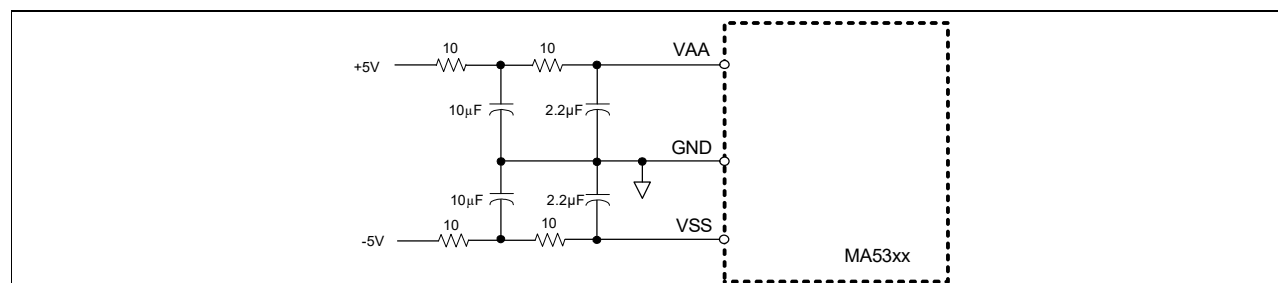 10 10 VAA
+5V
10μF 2.2μF
GND
10μF 2.2μF
10 10 VSS
-5V
MA53xx